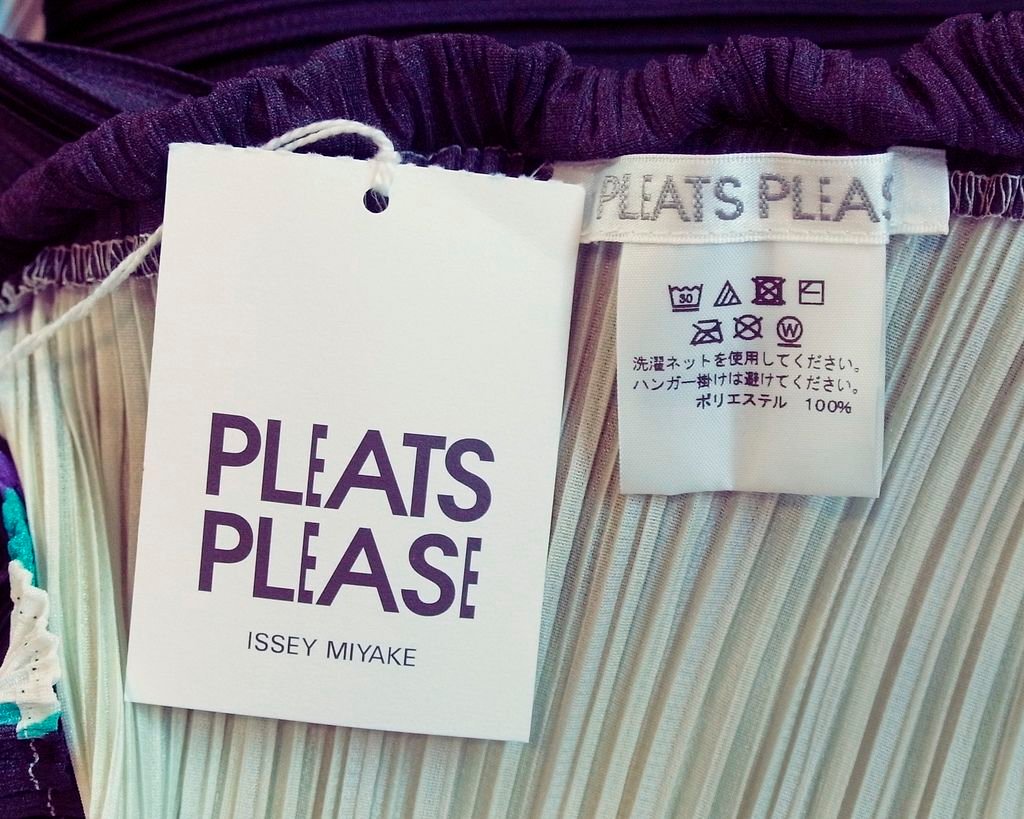 PLEATS
PLEASE
ISSEY MIYAKE
PLEATS PLEAS
30
W
洗濯ネットを使用してください。
ハンガー掛けは避けてください。
ポリエステル 100%